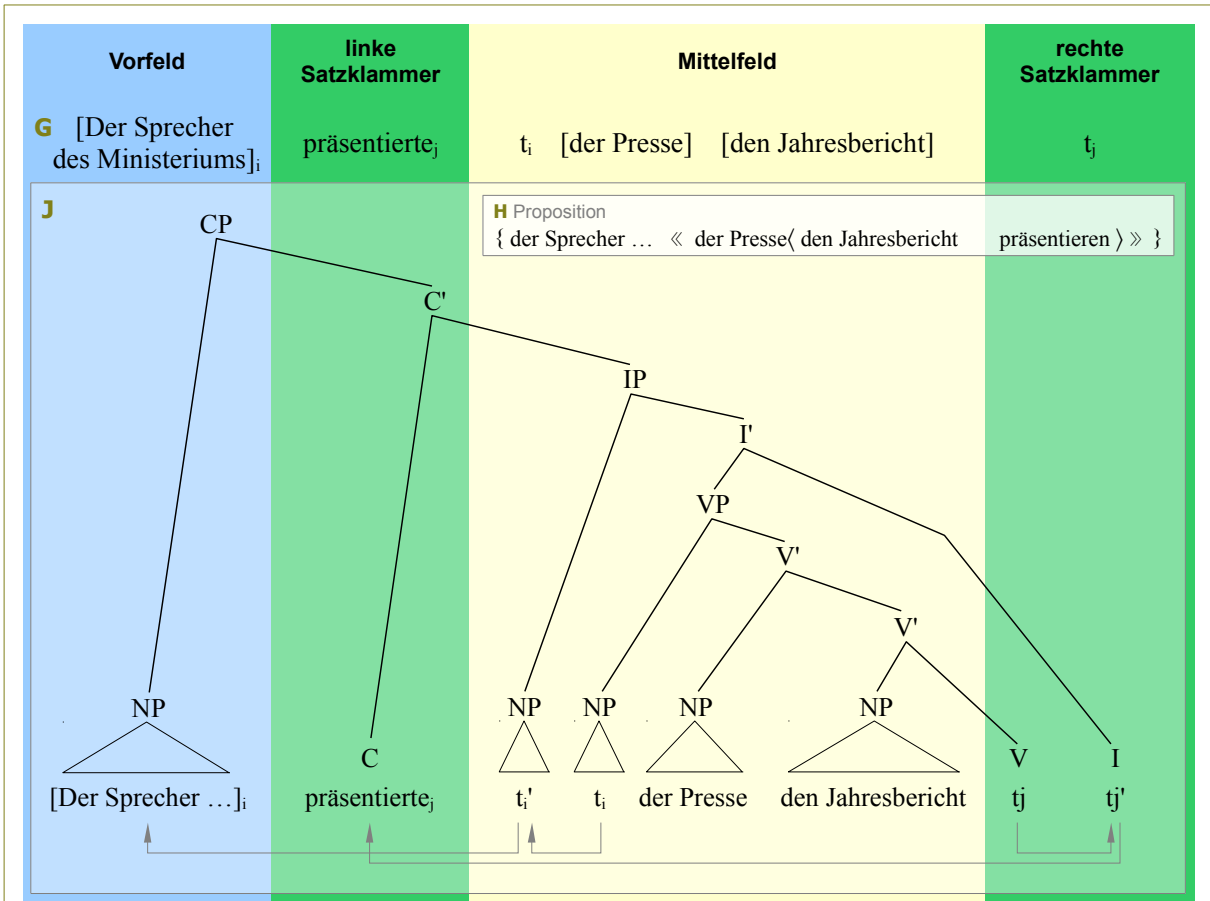 Vorfeld
linke
Satzklammer
Mittelfeld
rechte
Satzklammer
G [Der Sprecher
des Ministeriums]i
präsentiertej
ti [der Presse] [den Jahresbericht]
tj
J
H Proposition
{ der Sprecher … « der Presse⟨ den Jahresbericht präsentieren ⟩ » }
CP
C'
IP
I'
VP
V'
V'
NP NP NP NP NP
C V I
[Der Sprecher …]i präsentiertej ti' ti der Presse den Jahresbericht tj tj'